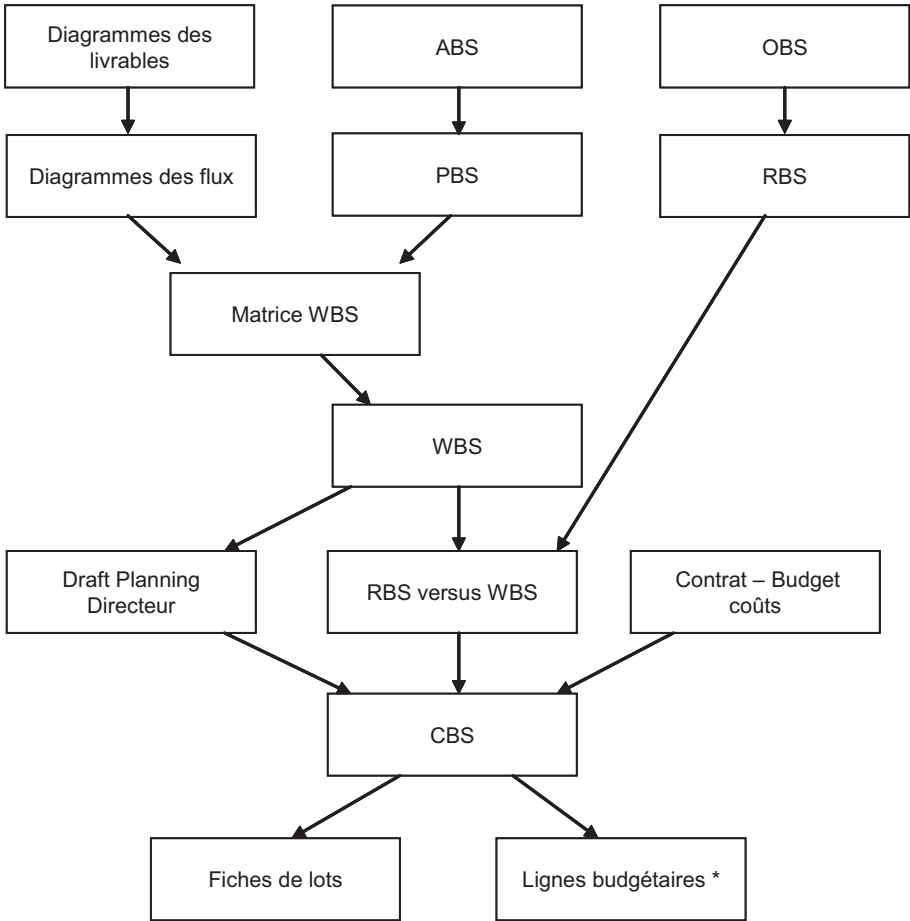 Diagrammes des
livrables
ABS
OBS
Diagrammes des flux
PBS
RBS
Matrice WBS
WBS
Draft Planning
Directeur
RBS versus WBS
Contrat – Budget
coûts
CBS
Fiches de lots
Lignes budgétaires *